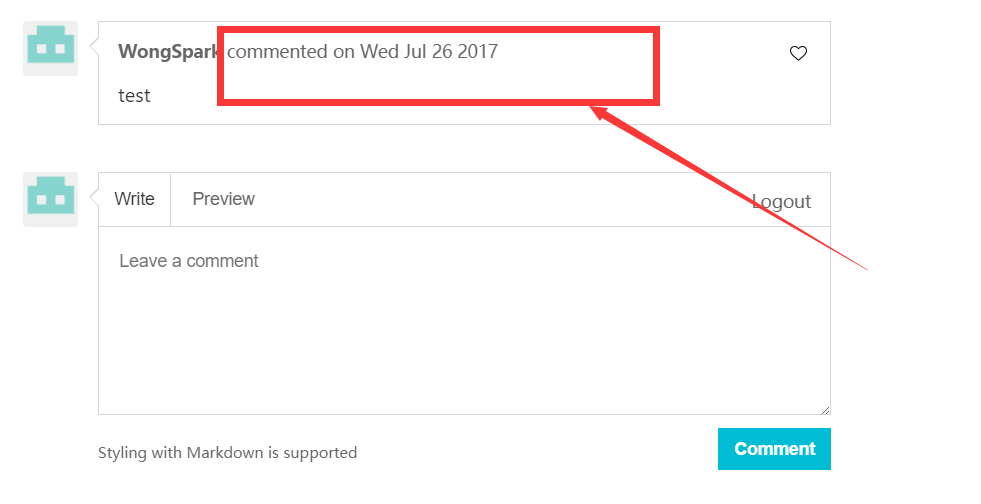 WongSpark commented on Wed Jul 26 2017
test
Write Preview Logout
Leave a comment
Styling with Markdown is supported
Comment